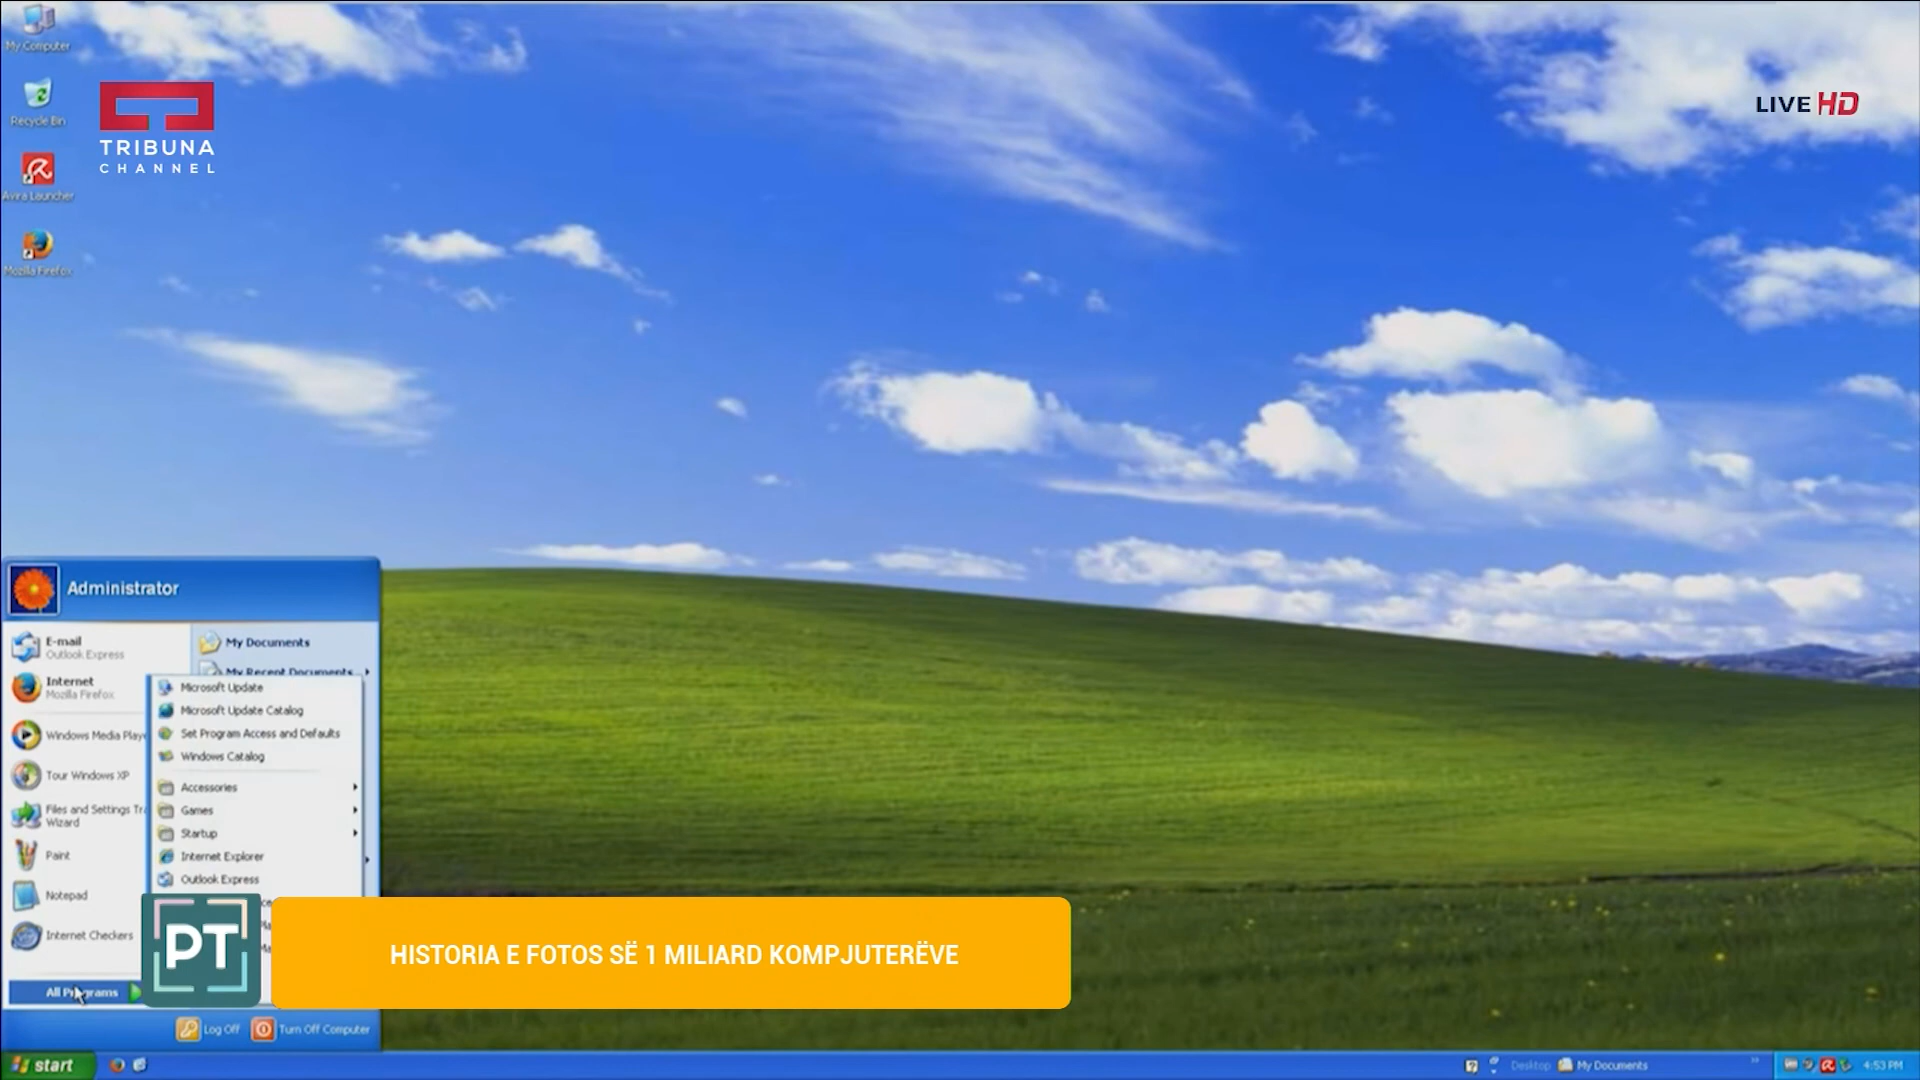 My Computer
Recycle Bin
Avira Launcher
Mozilla Firefox
TRIBUNA
CHANNEL
LIVE HD
Administrator
E-mail
Outlook Express
Internet
Mozilla Firefox
Windows Media Play
Tour Windows XP
Files and Settings Tra
Wizard
Paint
Notepad
Internet Checkers
All Programs
My Documents
My Recent Documents
Microsoft Update
Microsoft Update Catalog
Set Program Access and Defaults
Windows Catalog
Accessories
Games
Startup
Internet Explorer
Outlook Express
PT
HISTORIA E FOTOS SË 1 MILIARD KOMPJUTERËVE
Log Off
Turn Off Computer
start
Desktop
My Documents
4:53 PM